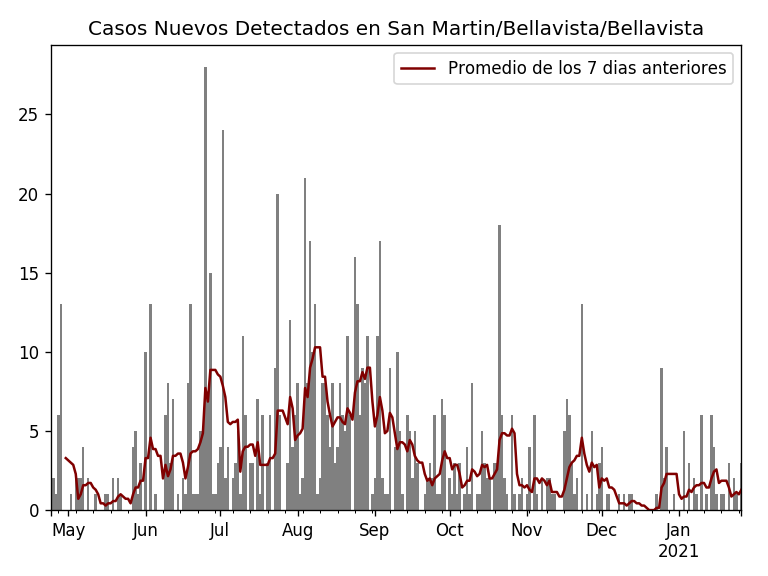 Casos Nuevos Detectados en San Martin/Bellavista/Bellavista
Promedio de los 7 dias anteriores
25
20
15
10
5
0
May Jun Jul Aug Sep Oct Nov Dec Jan
2021